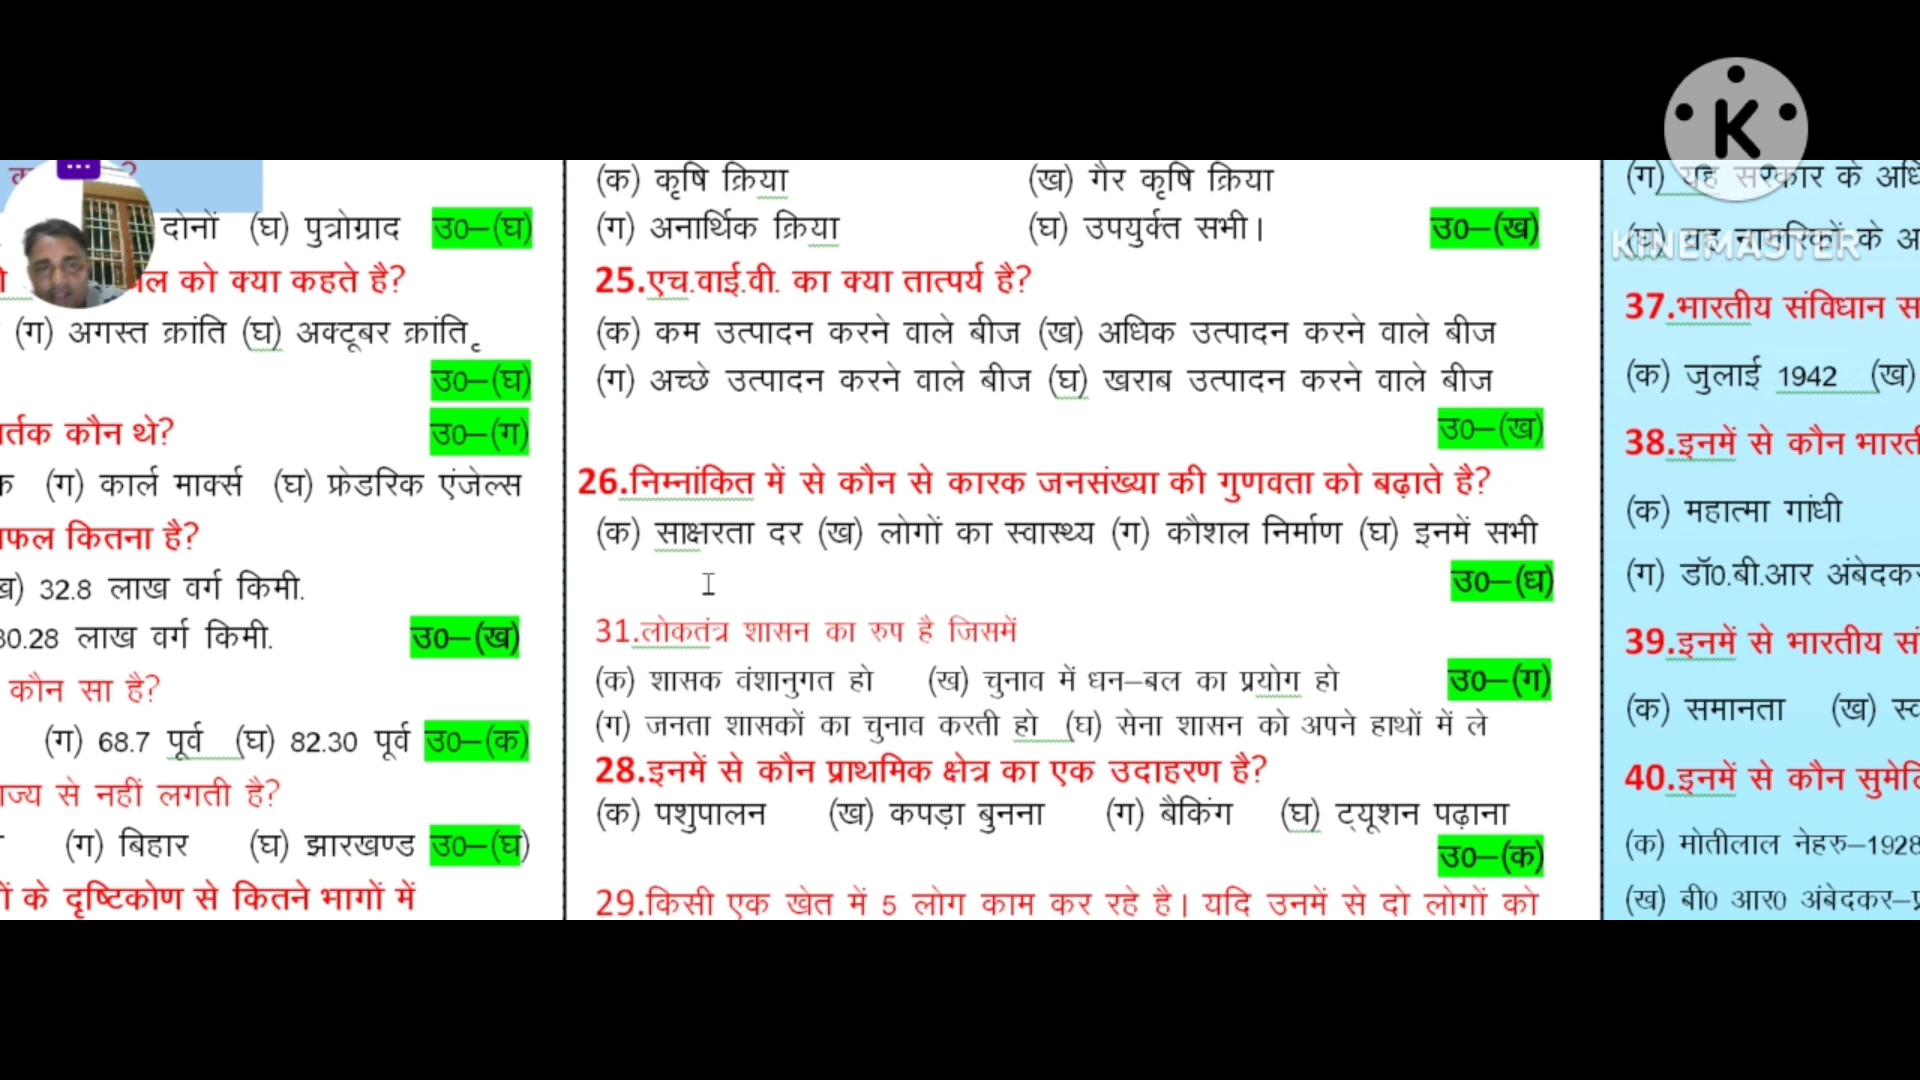 दोनों (घ) पुत्रोग्राद उ0–(घ)
को क्या कहते है?
(ग) अगस्त क्रांति (घ) अक्टूबर क्रांति
उ0–(घ)
कौन थे? उ0–(ग)
(ग) कार्ल मार्क्स (घ) फ्रेडरिक एंजेल्स
कितना है?
32.8 लाख वर्ग किमी.
लाख वर्ग किमी. उ0–(ख)
कौन सा है?
(ग) 68.7 पूर्व (घ) 82.30 पूर्व उ0–(क)
से नहीं लगती है?
(ग) बिहार (घ) झारखण्ड उ0–(घ)
के दृष्टिकोण से कितने भागों में
(क) कृषि क्रिया (ख) गैर कृषि क्रिया
(ग) अनार्थिक क्रिया (घ) उपयुर्क्त सभी। उ0–(ख)
25.एच.वाई.वी. का क्या तात्पर्य है?
(क) कम उत्पादन करने वाले बीज (ख) अधिक उत्पादन करने वाले बीज
(ग) अच्छे उत्पादन करने वाले बीज (घ) खराब उत्पादन करने वाले बीज
उ0–(ख)
26.निम्नांकित में से कौन से कारक जनसंख्या की गुणवता को बढ़ाते है?
(क) साक्षरता दर (ख) लोगों का स्वास्थ्य (ग) कौशल निर्माण (घ) इनमें सभी
उ0–(ध)
31.लोकतंत्र शासन का रुप है जिसमें
(क) शासक वंशानुगत हो (ख) चुनाव में धन–बल का प्रयोग हो उ0–(ग)
(ग) जनता शासकों का चुनाव करती हो (घ) सेना शासन को अपने हाथों में ले
28.इनमें से कौन प्राथमिक क्षेत्र का एक उदाहरण है?
(क) पशुपालन (ख) कपड़ा बुनना (ग) बैकिंग (घ) ट्यूशन पढ़ाना
उ0–(क)
29.किसी एक खेत में 5 लोग काम कर रहे है। यदि उनमें से दो लोगों को
K
KINEMASTER
(ग) यह सरकार के
(घ) यह नागरिकों के
37.भारतीय संविधान
(क) जुलाई 1942 (ख)
38.इनमें से कौन
(क) महात्मा गांधी
(ग) डॉ0.बी.आर
39.इनमें से भारतीय
(क) समानता (ख)
40.इनमें से कौन
(क) मोतीलाल नेहरु–1928
(ख) बी0 आर0 अंबेदकर–